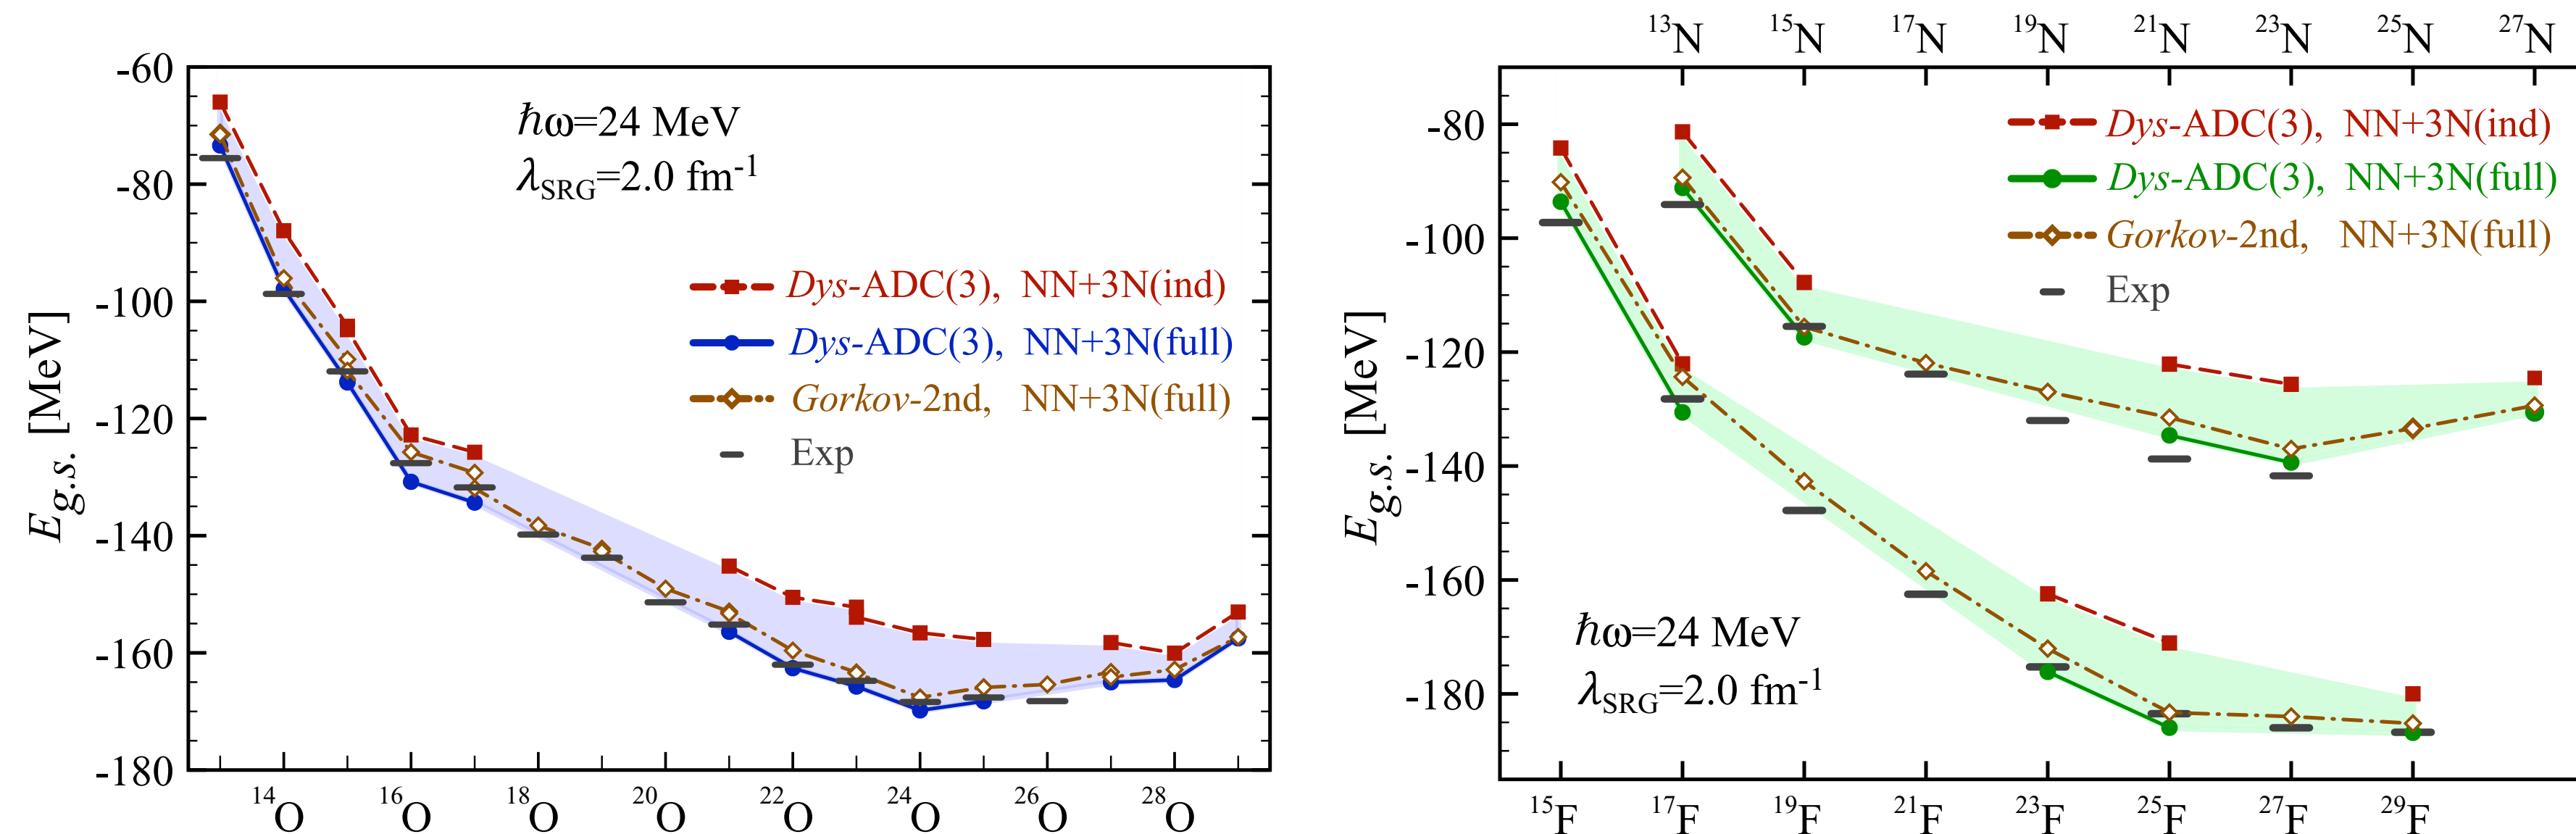 -60
-80
-100
-120
-140
-160
-180
E_g.s. [MeV]
ħω=24 MeV
λ_SRG=2.0 fm⁻¹
Dys-ADC(3), NN+3N(ind)
Dys-ADC(3), NN+3N(full)
Gorkov-2nd, NN+3N(full)
Exp
¹⁴O ¹⁶O ¹⁸O ²⁰O ²²O ²⁴O ²⁶O ²⁸O
¹³N ¹⁵N ¹⁷N ¹⁹N ²¹N ²³N ²⁵N ²⁷N
-80
-100
-120
-140
-160
-180
E_g.s. [MeV]
Dys-ADC(3), NN+3N(ind)
Dys-ADC(3), NN+3N(full)
Gorkov-2nd, NN+3N(full)
Exp
ħω=24 MeV
λ_SRG=2.0 fm⁻¹
¹⁵F ¹⁷F ¹⁹F ²¹F ²³F ²⁵F ²⁷F ²⁹F